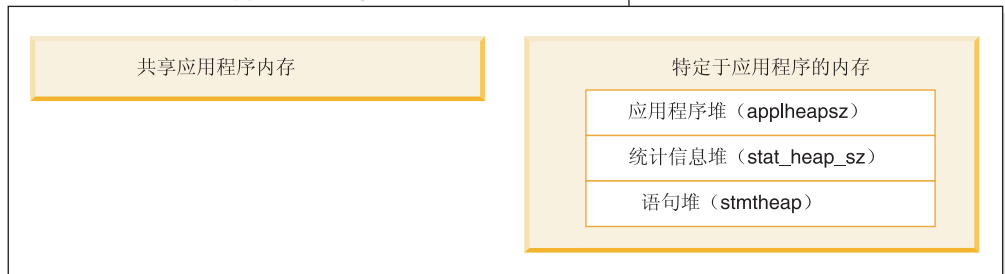 共享应用程序内存
特定于应用程序的内存
应用程序堆（applheapsz）
统计信息堆（stat_heap_sz）
语句堆（stmtheap）